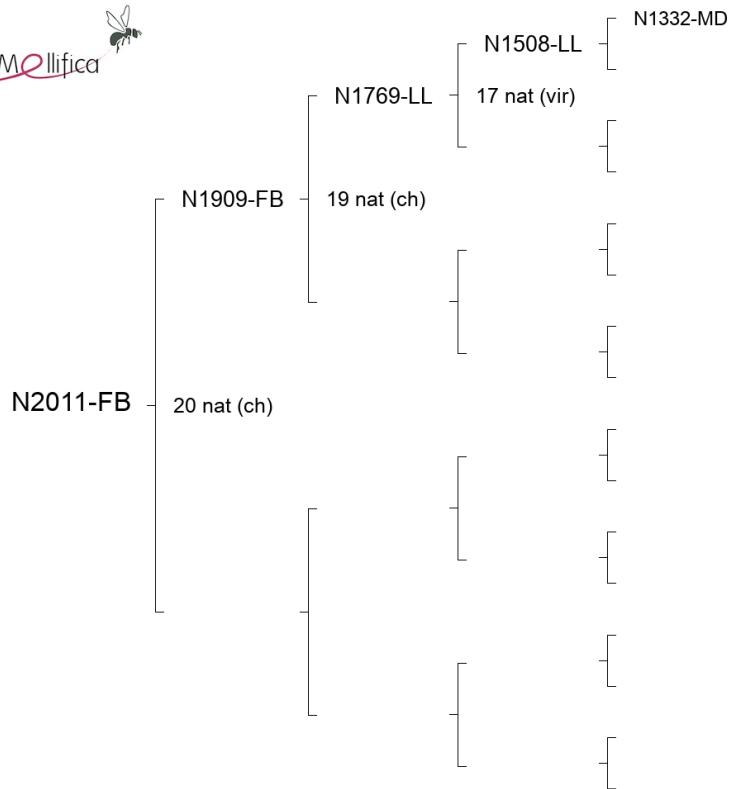 Mellifica
N1332-MD
N1508-LL
N1769-LL
17 nat (vir)
N1909-FB
19 nat (ch)
N2011-FB
20 nat (ch)